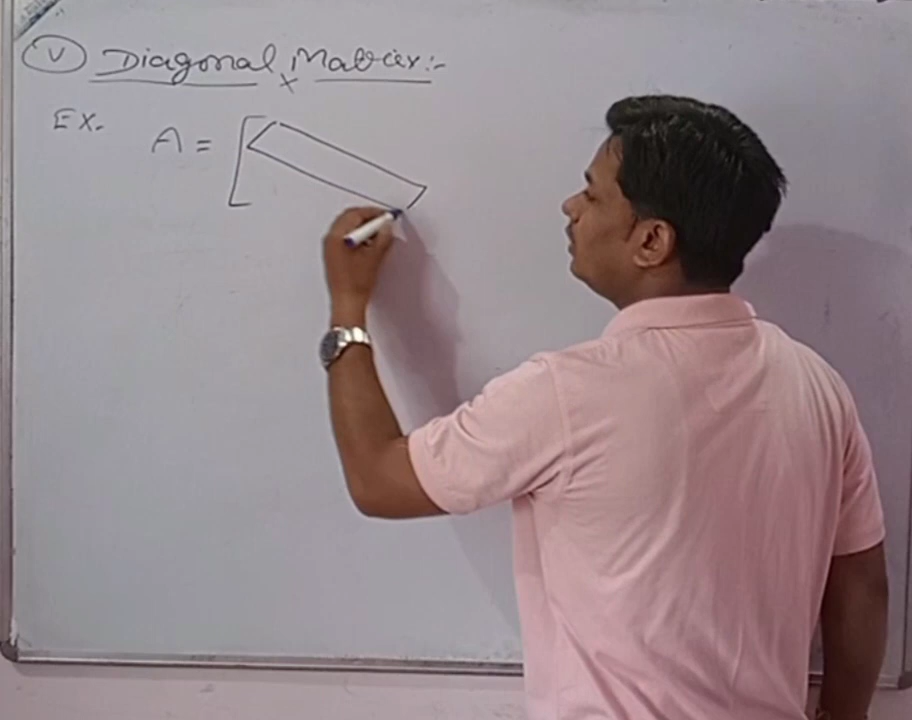 (v) Diagonal Matrix:-
Ex. A = [